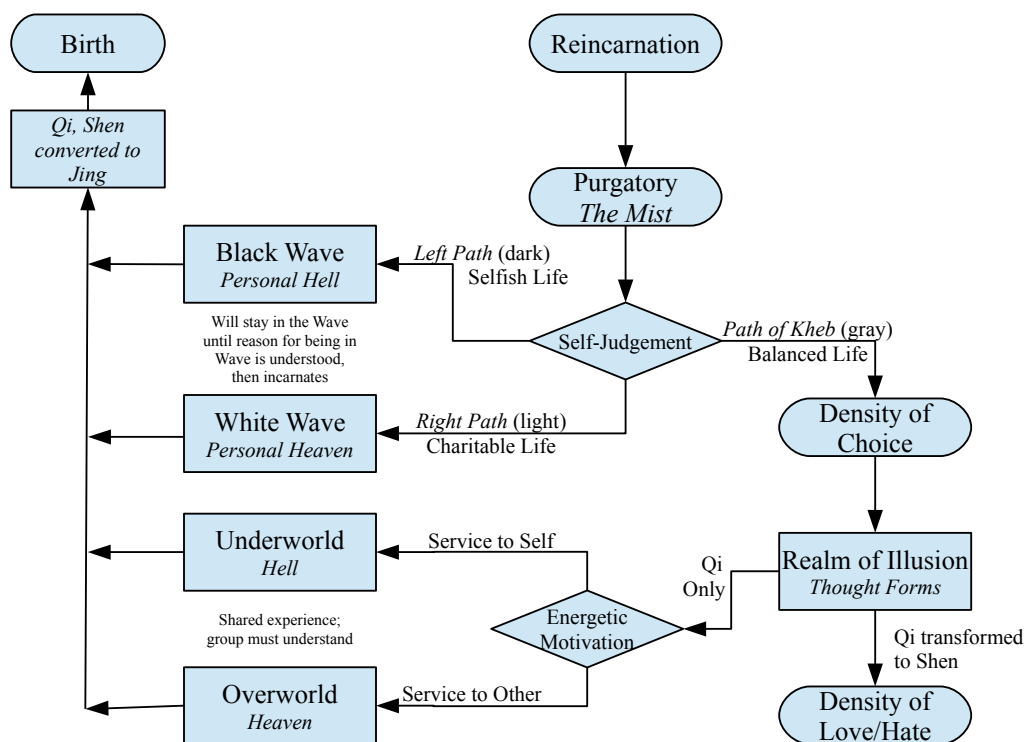 Birth
Reincarnation
Qi, Shen
converted to
Jing
Purgatory
The Mist
Black Wave
Personal Hell
Left Path (dark)
Selfish Life
Will stay in the Wave
until reason for being in
Wave is understood,
then incarnates
Self-Judgement
Path of Kheb (gray)
Balanced Life
White Wave
Personal Heaven
Right Path (light)
Charitable Life
Density of
Choice
Underworld
Hell
Service to Self
Qi
Only
Realm of Illusion
Thought Forms
Shared experience;
group must understand
Energetic
Motivation
Qi transformed
to Shen
Overworld
Heaven
Service to Other
Density of
Love/Hate